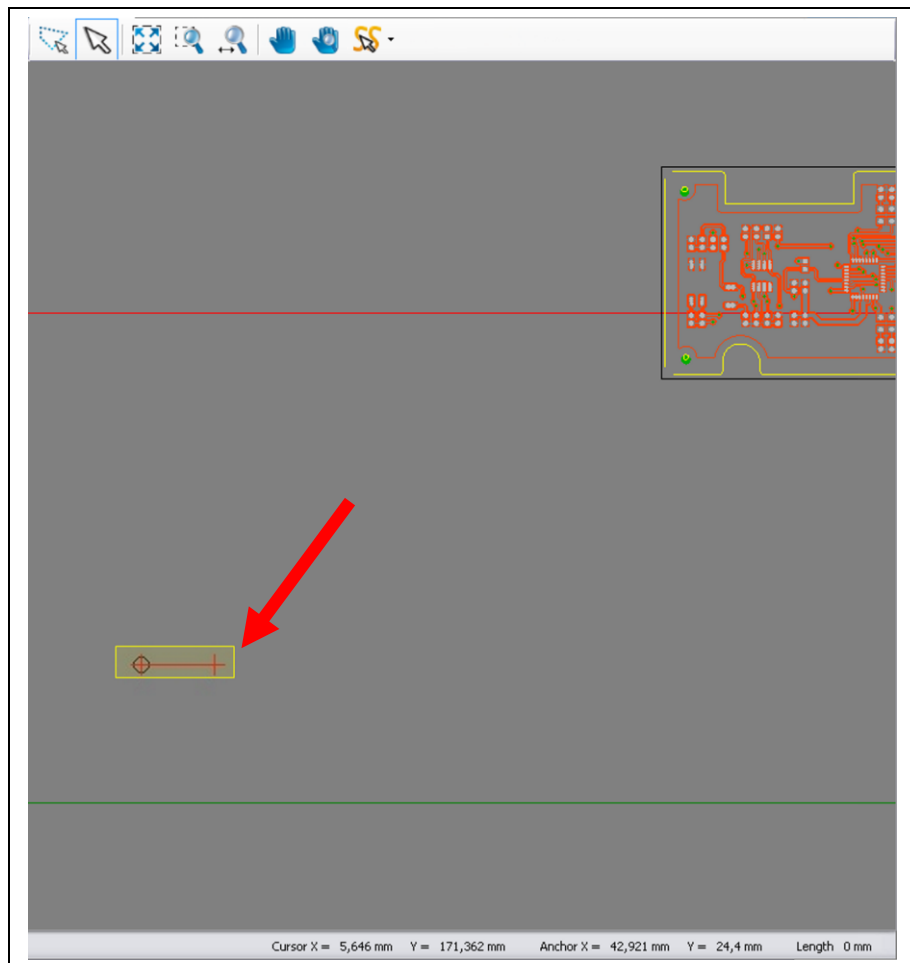 Cursor X = 5,646 mm Y = 171,362 mm Anchor X = 42,921 mm Y = 24,4 mm Length 0 mm